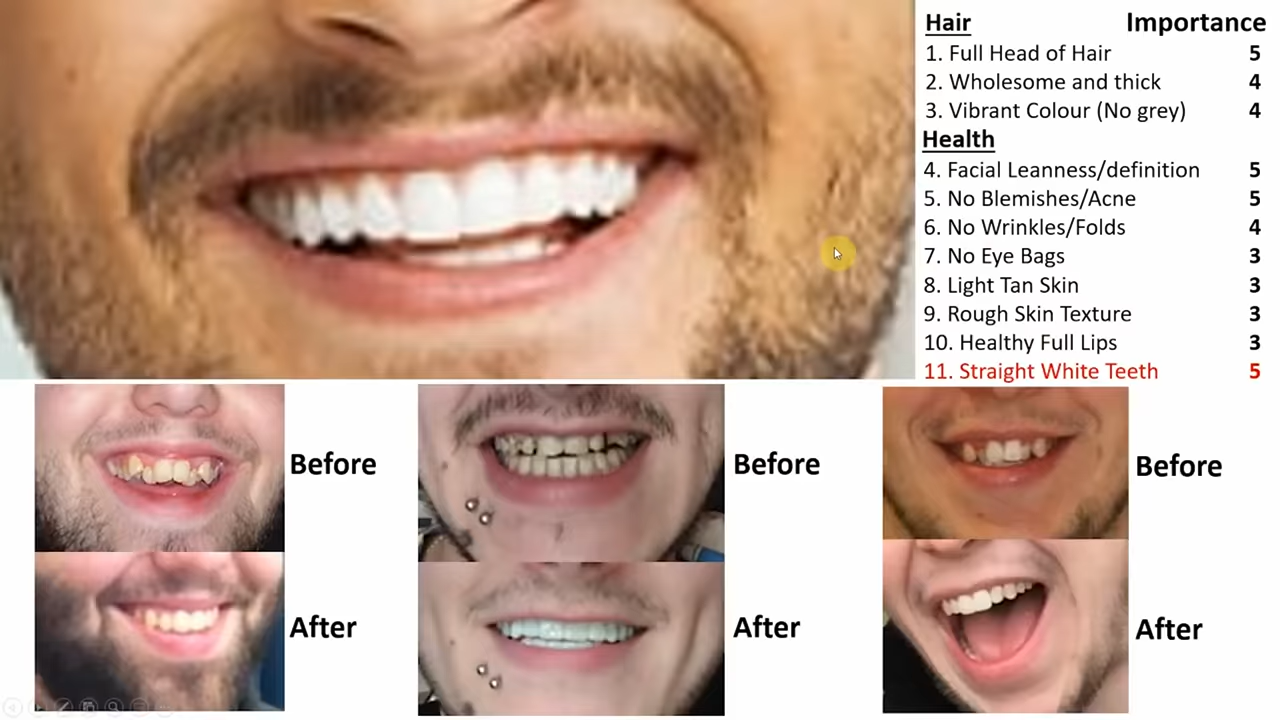 Hair Importance
1. Full Head of Hair 5
2. Wholesome and thick 4
3. Vibrant Colour (No grey) 4
Health
4. Facial Leanness/definition 5
5. No Blemishes/Acne 5
6. No Wrinkles/Folds 4
7. No Eye Bags 3
8. Light Tan Skin 3
9. Rough Skin Texture 3
10. Healthy Full Lips 3
11. Straight White Teeth 5
Before Before Before
After After After